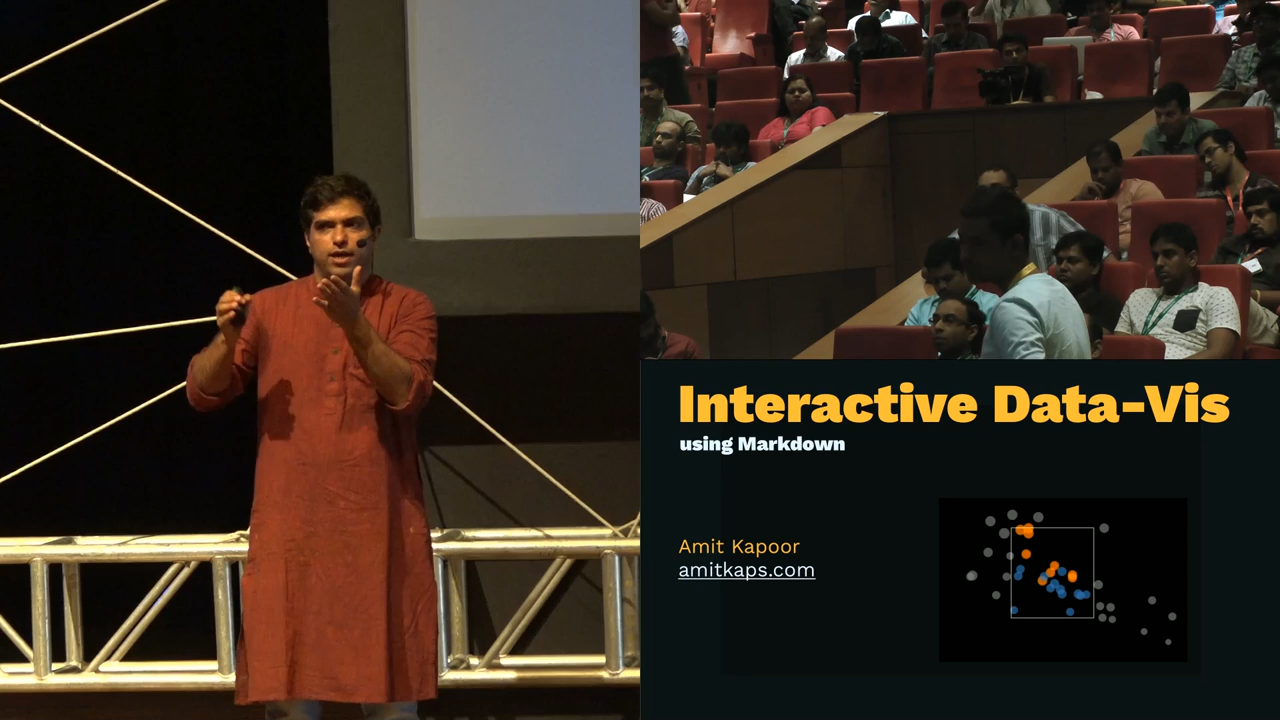 Interactive Data-Vis
using Markdown
Amit Kapoor
amitkaps.com